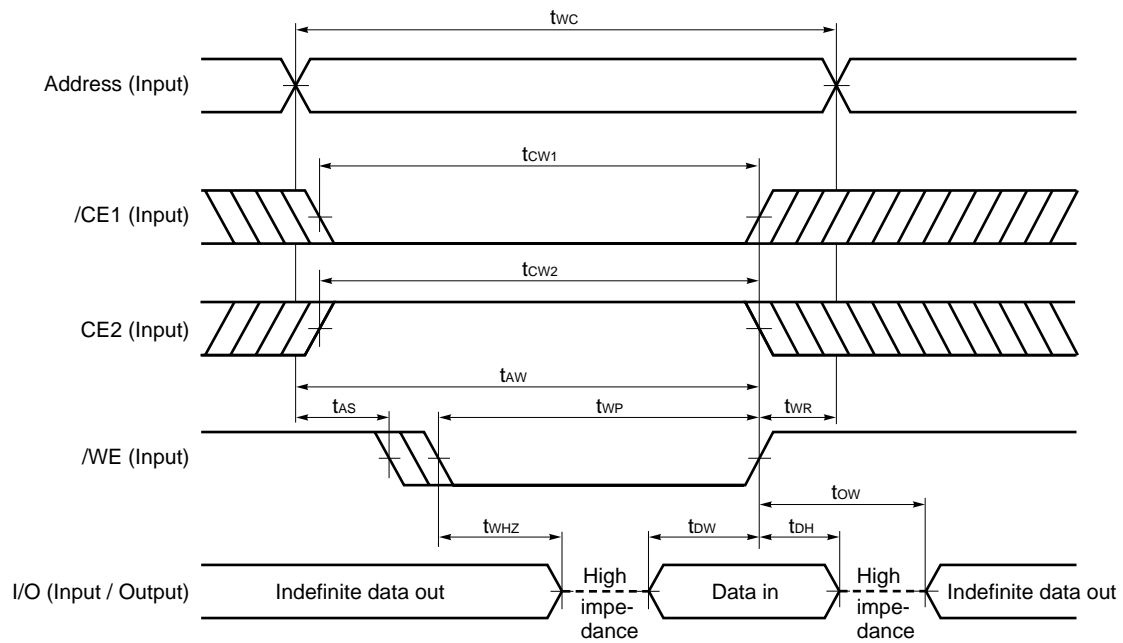 tWC
Address (Input)
tCW1
/CE1 (Input)
tCW2
CE2 (Input)
tAW
tAS
tWP
tWR
/WE (Input)
tOW
tWHZ
tDW
tDH
I/O (Input / Output)
Indefinite data out
High
impe-
dance
Data in
High
impe-
dance
Indefinite data out